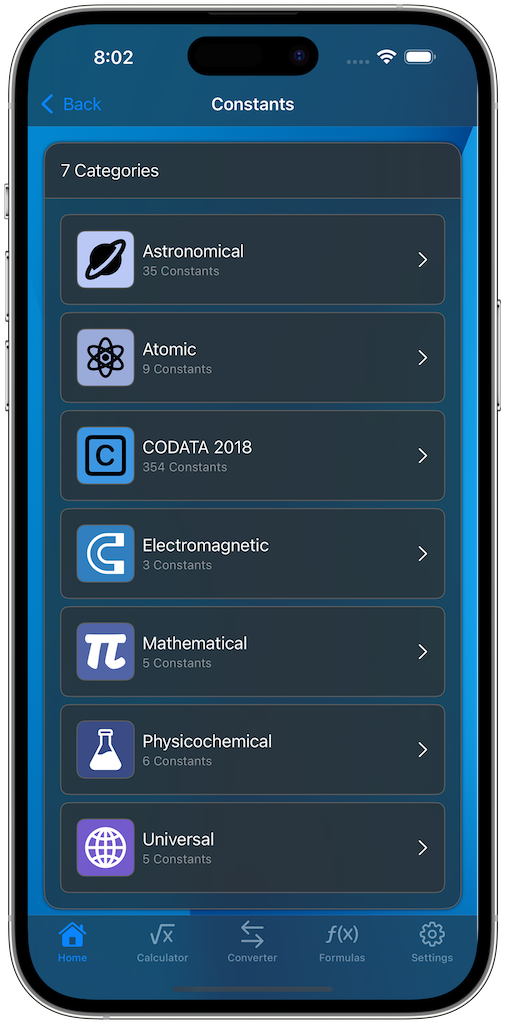 8:02
Back
Constants
7 Categories
Astronomical
35 Constants
Atomic
9 Constants
C
CODATA 2018
354 Constants
Electromagnetic
3 Constants
π
Mathematical
5 Constants
Physicochemical
6 Constants
Universal
5 Constants
√x ƒ(x)
Home Calculator Converter Formulas Settings